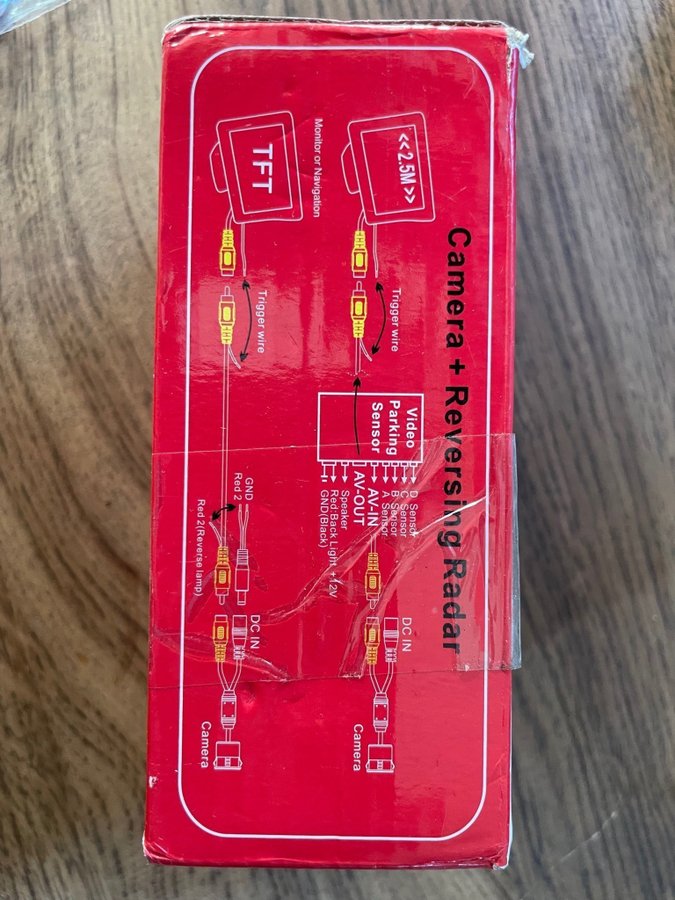 Camera + Reversing Radar
<<2.5M>>
Trigger wire
Video
Parking
Sensor
D Sensor
C Sensor
B Sensor
A Sensor
AV-IN
AV-OUT
Speaker
Red:Back Light +12V
GND(Black)
DC IN
Camera
Monitor or Navigation
TFT
Trigger wire
GND
Red 2
Red 2(Reverse lamp)
DC IN
Camera